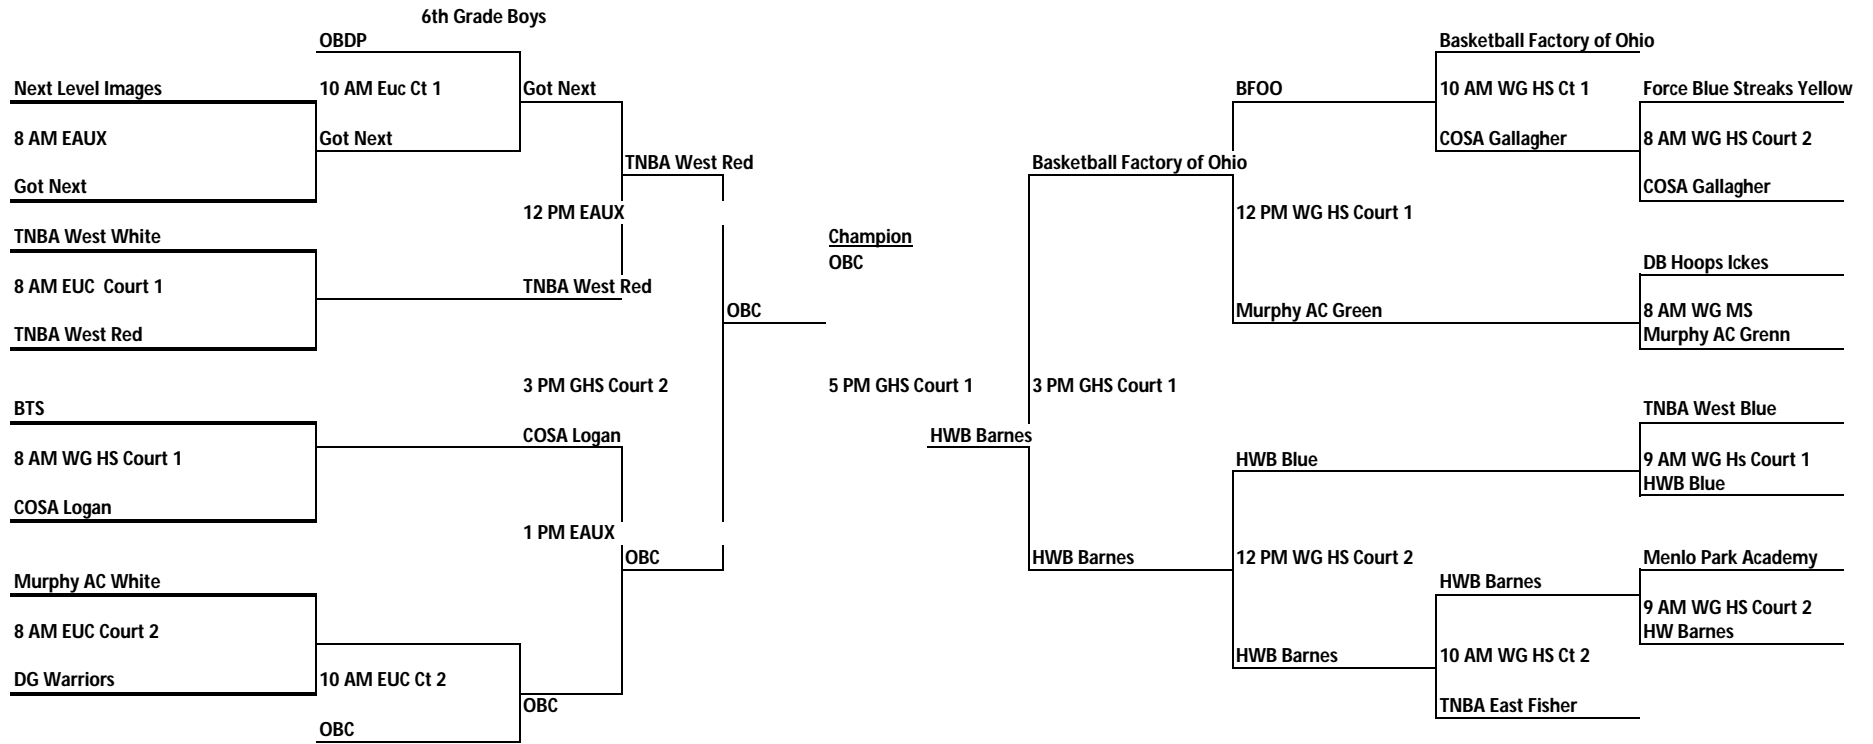 6th Grade Boys
OBDP
Next Level Images
10 AM Euc Ct 1
Got Next
8 AM EAUX
Got Next
Got Next
TNBA West Red
12 PM EAUX
TNBA West White
8 AM EUC  Court 1
TNBA West Red
TNBA West Red
OBC
Champion
OBC
3 PM GHS Court 2
5 PM GHS Court 1
BTS
COSA Logan
8 AM WG HS Court 1
COSA Logan
1 PM EAUX
OBC
Murphy AC White
8 AM EUC Court 2
DG Warriors
10 AM EUC Ct 2
OBC
OBC
Basketball Factory of Ohio
BFOO
10 AM WG HS Ct 1
Force Blue Streaks Yellow
COSA Gallagher
8 AM WG HS Court 2
Basketball Factory of Ohio
COSA Gallagher
12 PM WG HS Court 1
DB Hoops Ickes
Murphy AC Green
8 AM WG MS
Murphy AC Grenn
3 PM GHS Court 1
TNBA West Blue
HWB Barnes
HWB Blue
9 AM WG Hs Court 1
HWB Blue
HWB Barnes
12 PM WG HS Court 2
Menlo Park Academy
HWB Barnes
9 AM WG HS Court 2
HW Barnes
HWB Barnes
10 AM WG HS Ct 2
TNBA East Fisher